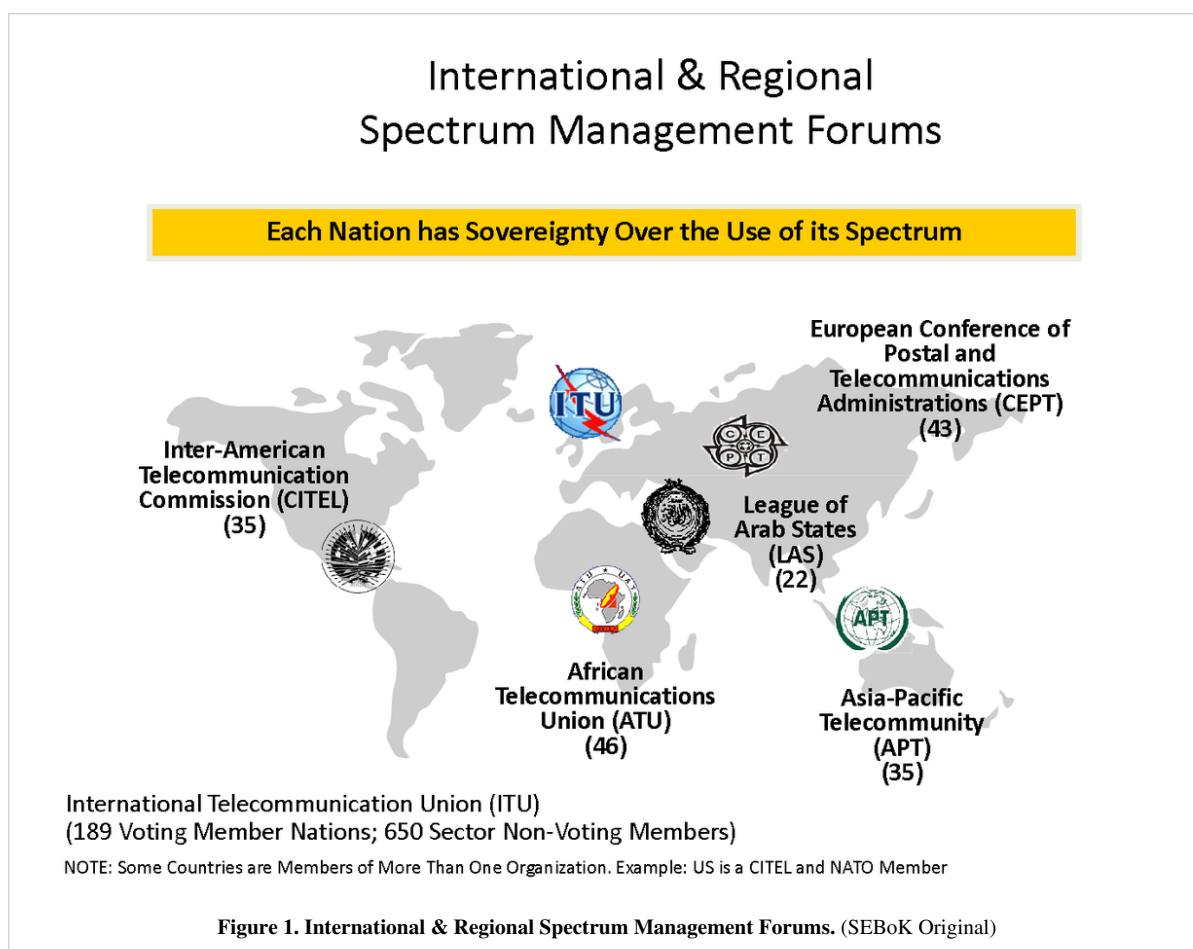 International & Regional
Spectrum Management Forums
Each Nation has Sovereignty Over the Use of its Spectrum
European Conference of
Postal and
Telecommunications
Administrations (CEPT)
(43)
ITU
C E
P T
Inter-American
Telecommunication
Commission (CITEL)
(35)
League of
Arab States
(LAS)
(22)
ATU ★ UAT
APT
African
Telecommunications
Union (ATU)
(46)
Asia-Pacific
Telecommunity
(APT)
(35)
International Telecommunication Union (ITU)
(189 Voting Member Nations; 650 Sector Non-Voting Members)
NOTE: Some Countries are Members of More Than One Organization. Example: US is a CITEL and NATO Member
Figure 1. International & Regional Spectrum Management Forums. (SEBoK Original)